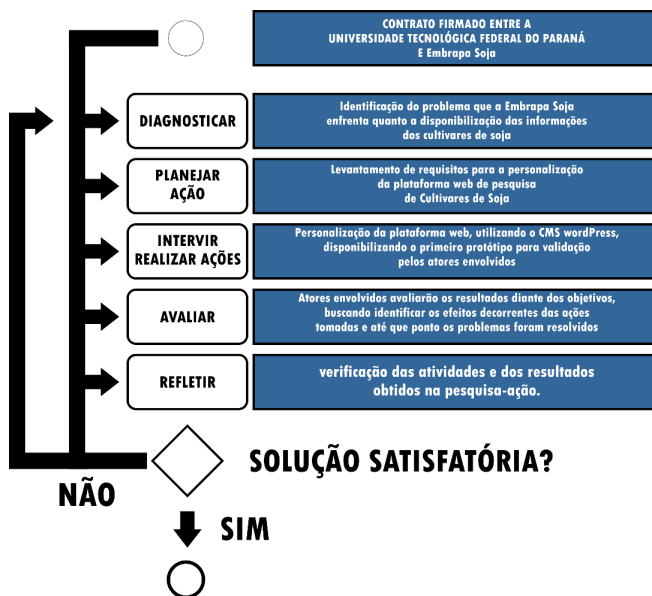 CONTRATO FIRMADO ENTRE A
UNIVERSIDADE TECNOLÓGICA FEDERAL DO PARANÁ
E Embrapa Soja
DIAGNOSTICAR
Identificação do problema que a Embrapa Soja
enfrenta quanto a disponibilização das informações
dos cultivares de soja
PLANEJAR
AÇÃO
Levantamento de requisitos para a personalização
da plataforma web de pesquisa
de Cultivares de Soja
INTERVIR
REALIZAR AÇÕES
Personalização da plataforma web, utilizando o CMS wordPress,
disponibilizando o primeiro protótipo para validação
pelos atores envolvidos
AVALIAR
Atores envolvidos avaliarão os resultados diante dos objetivos,
buscando identificar os efeitos decorrentes das ações
tomadas e até que ponto os problemas foram resolvidos
REFLETIR
verificação das atividades e dos resultados
obtidos na pesquisa-ação.
SOLUÇÃO SATISFATÓRIA?
NÃO
SIM